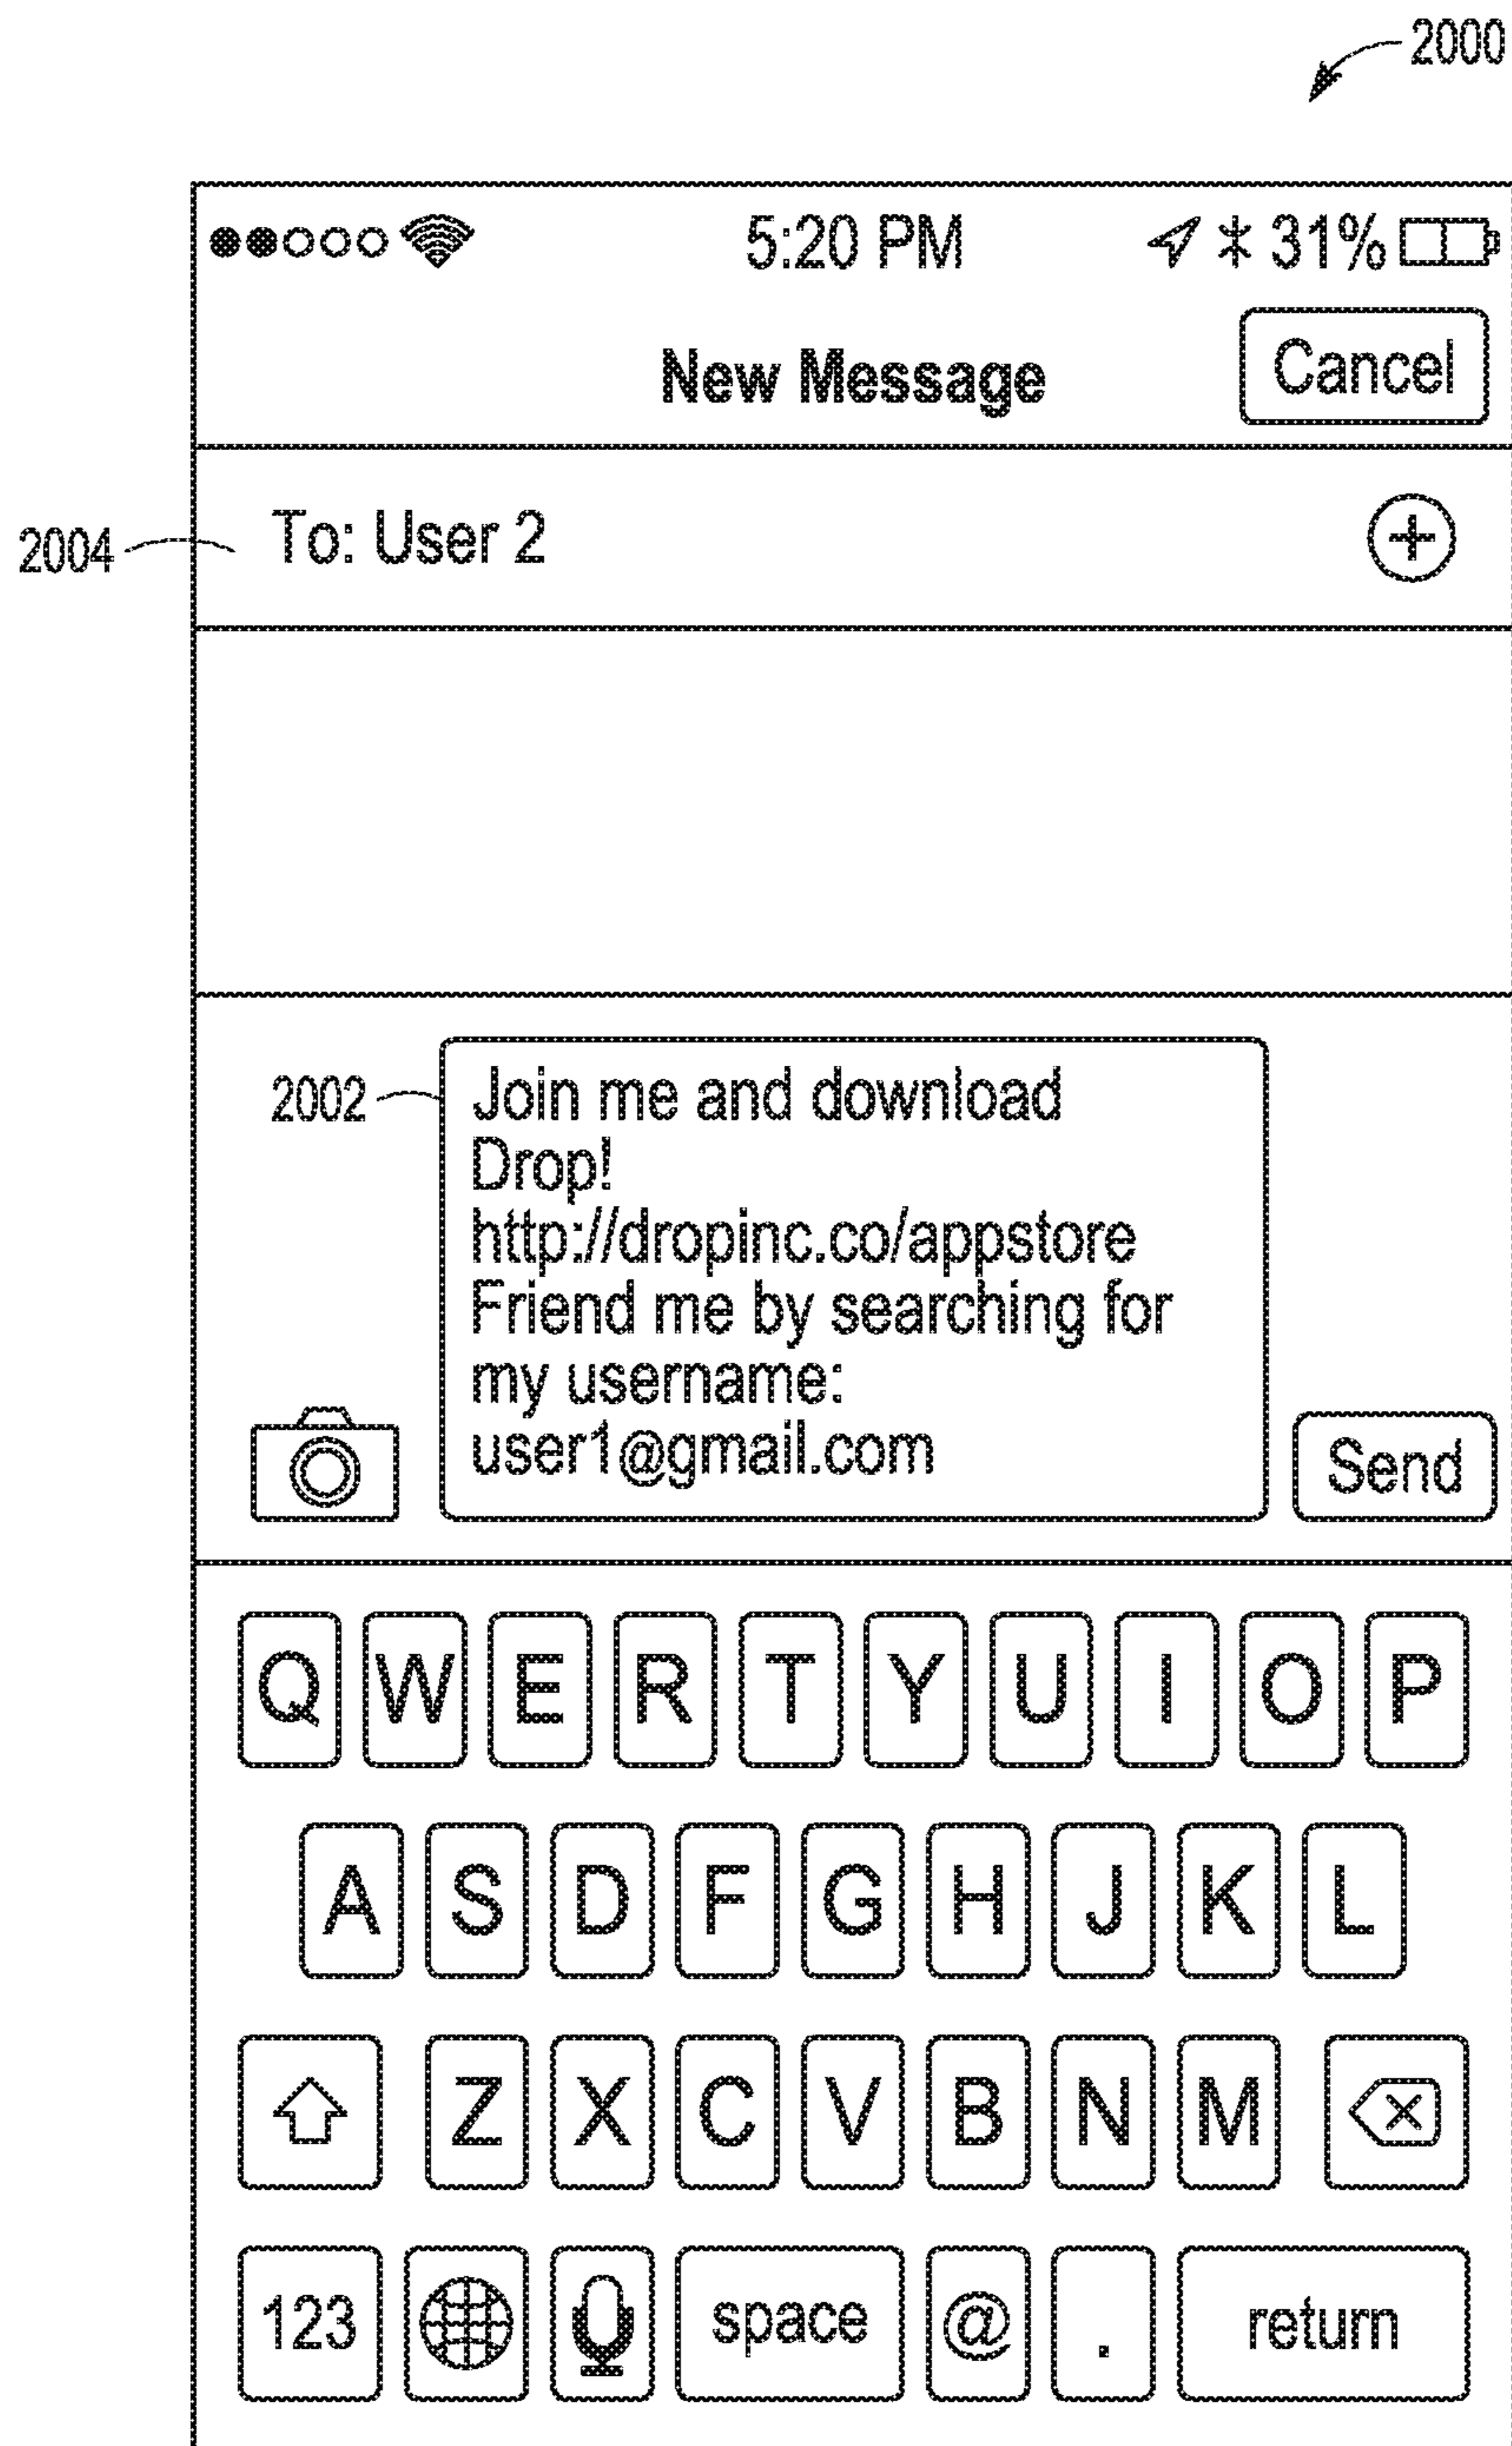 2000
5:20 PM 31%
New Message Cancel
2004 To: User 2
2002 Join me and download
Drop!
http://dropinc.co/appstore
Friend me by searching for
my username:
user1@gmail.com
Send
Q W E R T Y U I O P
A S D F G H J K L
Z X C V B N M
123 space @ . return